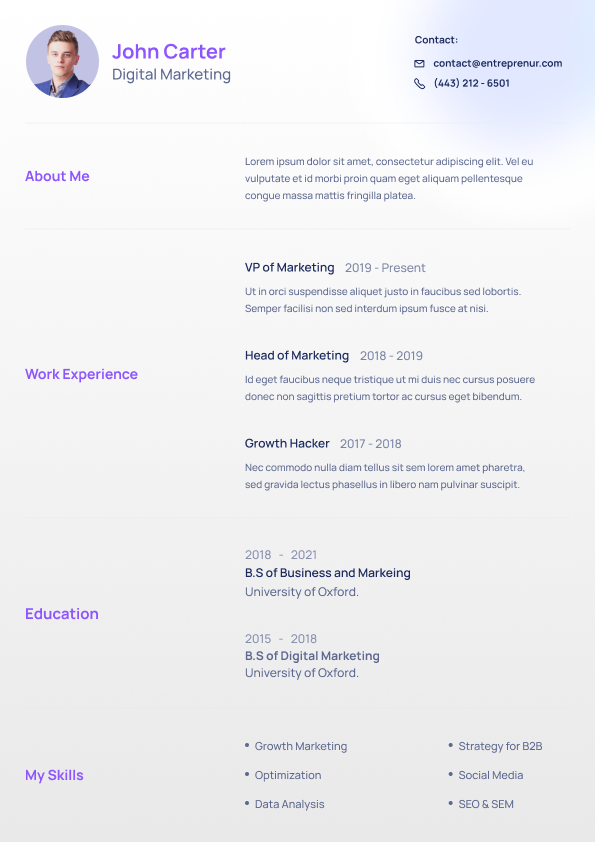 John Carter
Digital Marketing
Contact:
contact@entreprenur.com
(443) 212 - 6501
About Me
Lorem ipsum dolor sit amet, consectetur adipiscing elit. Vel eu
vulputate et id morbi proin quam eget aliquam pellentesque
congue massa mattis fringilla platea.
Work Experience
VP of Marketing 2019 - Present
Ut in orci suspendisse aliquet justo in faucibus sed lobortis.
Semper facilisi non sed interdum ipsum fusce at nisi.
Head of Marketing 2018 - 2019
Id eget faucibus neque tristique ut mi duis nec cursus posuere
donec non sagittis pretium tortor ac cursus eget bibendum.
Growth Hacker 2017 - 2018
Nec commodo nulla diam tellus sit sem lorem amet pharetra,
sed gravida lectus phasellus in libero nam pulvinar suscipit.
Education
2018 - 2021
B.S of Business and Markeing
University of Oxford.
2015 - 2018
B.S of Digital Marketing
University of Oxford.
My Skills
• Growth Marketing
• Optimization
• Data Analysis
• Strategy for B2B
• Social Media
• SEO & SEM